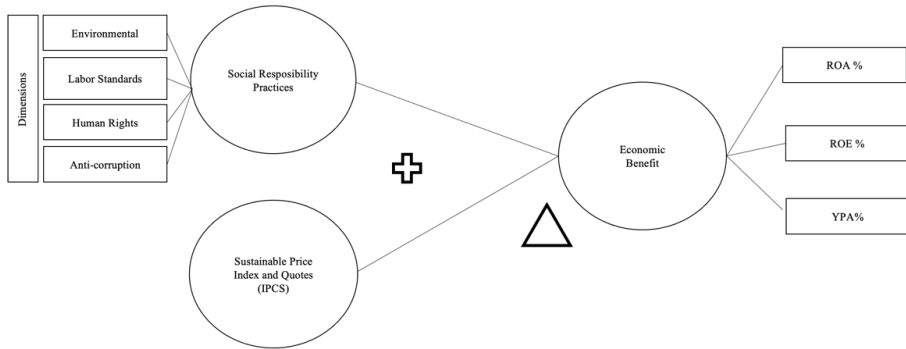 Dimensions
Environmental
Labor Standards
Human Rights
Anti-corruption
Social Resposibility
Practices
Sustainable Price
Index and Quotes
(IPCS)
Economic
Benefit
ROA %
ROE %
YPA%